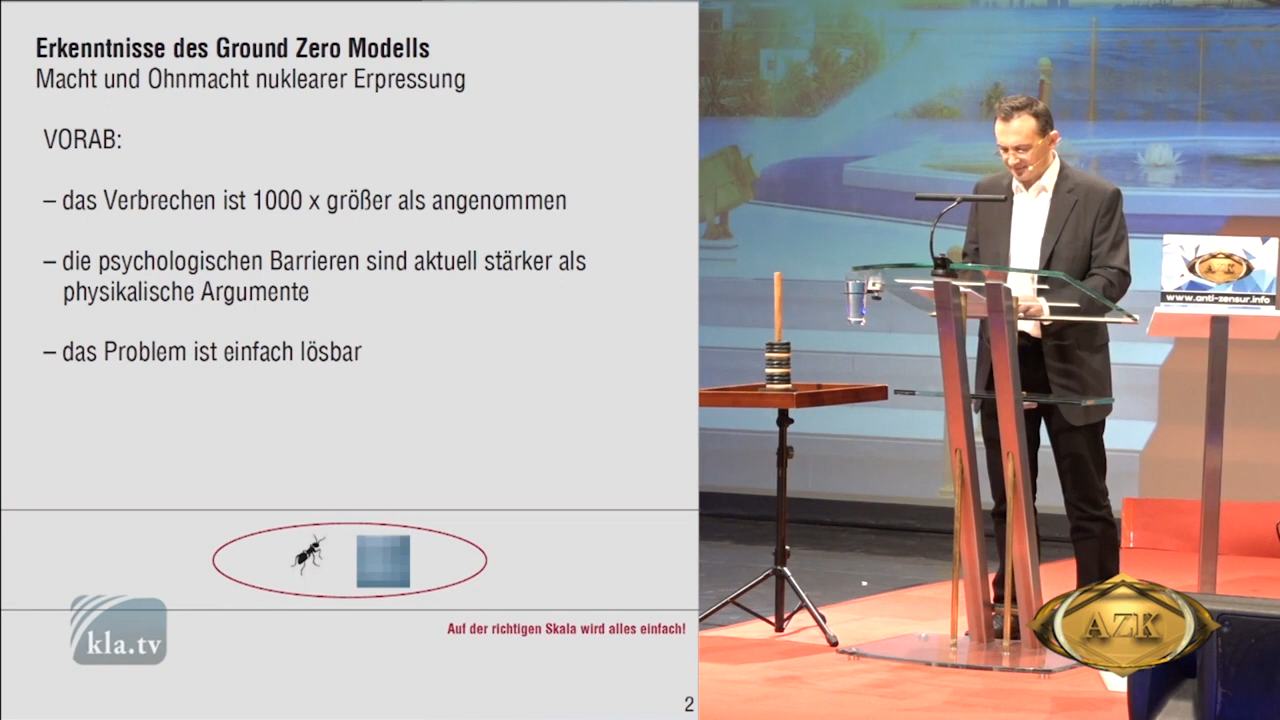 Erkenntnisse des Ground Zero Modells
Macht und Ohnmacht nuklearer Erpressung
VORAB:
– das Verbrechen ist 1000 x größer als angenommen
– die psychologischen Barrieren sind aktuell stärker als
physikalische Argumente
– das Problem ist einfach lösbar
kla.tv
Auf der richtigen Skala wird alles einfach!
2
AZK
www.anti-zensur.info
AZK